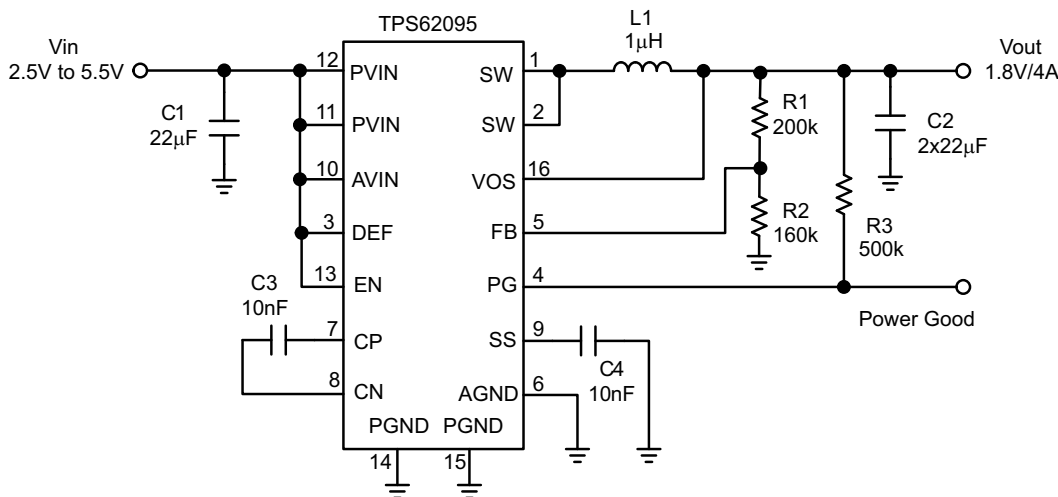 TPS62095
L1
1μH
Vin
2.5V to 5.5V
Vout
1.8V/4A
12
PVIN
SW
1
C1
22μF
11
PVIN
SW
2
R1
200k
C2
2x22μF
10
AVIN
VOS
16
3
DEF
FB
5
R2
160k
R3
500k
13
EN
PG
4
Power Good
C3
10nF
7
CP
SS
9
C4
10nF
8
CN
AGND
6
PGND
PGND
14
15